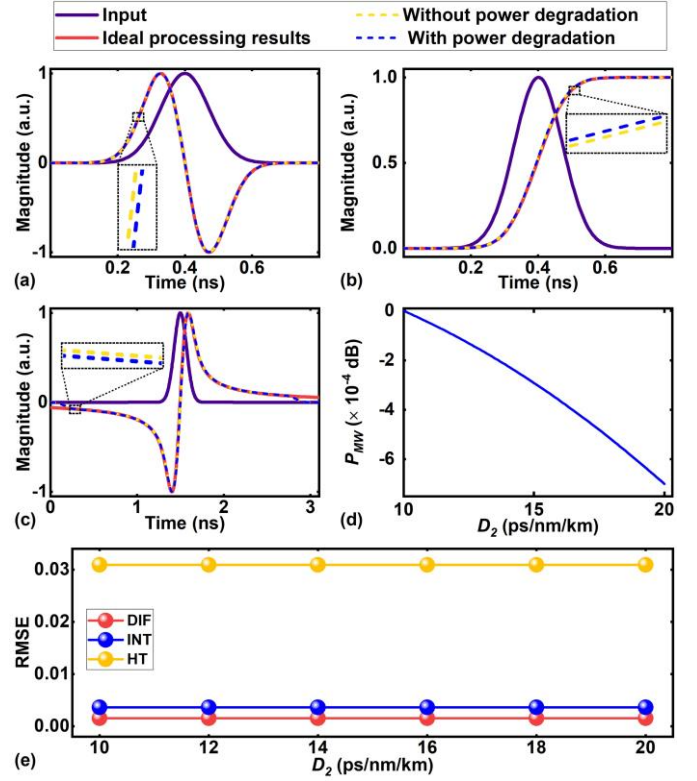 Input
Without power degradation
Ideal processing results
With power degradation
Magnitude (a.u.)
1
0
-1
0.2
0.4
0.6
(a)
Time (ns)
Magnitude (a.u.)
1.0
0.5
0.0
0.2
0.4
0.6
(b)
Time (ns)
Magnitude (a.u.)
1
0
-1
0
1
2
3
(c)
Time (ns)
P_MW (× 10^-4 dB)
0
-2
-4
-6
10
15
20
(d)
D_2 (ps/nm/km)
RMSE
0.03
0.02
0.01
0.00
DIF
INT
HT
10
12
14
16
18
20
(e)
D_2 (ps/nm/km)